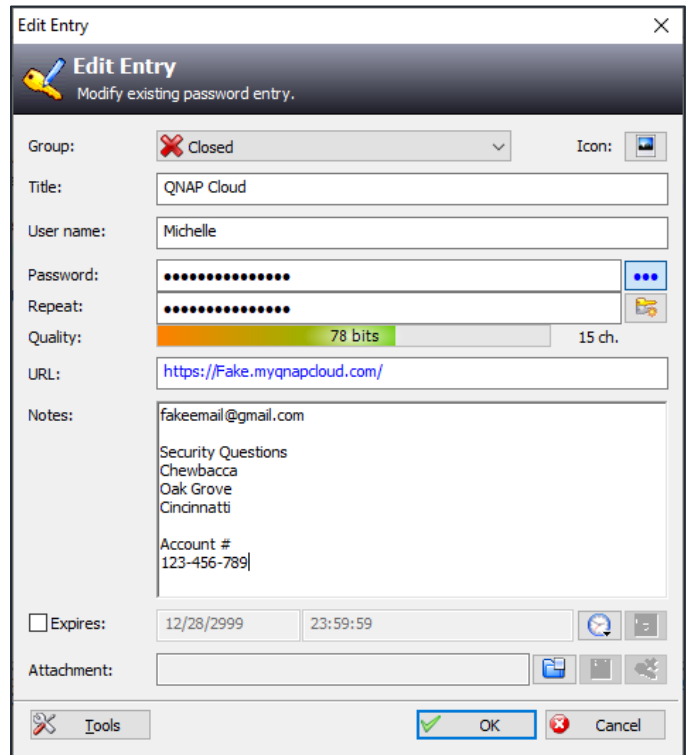 Edit Entry
Edit Entry
Modify existing password entry.
Group: Closed Icon:
Title: QNAP Cloud
User name: Michelle
Password: •••••••••••••••
Repeat: •••••••••••••••
Quality: 78 bits 15 ch.
URL: https://Fake.myqnapcloud.com/
Notes: fakeemail@gmail.com
Security Questions
Chewbacca
Oak Grove
Cincinnatti
Account #
123-456-789
Expires: 12/28/2999 23:59:59
Attachment:
Tools OK Cancel